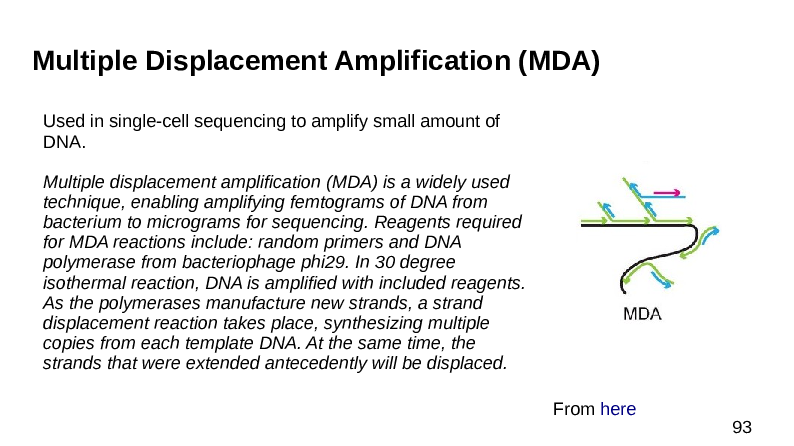 Multiple Displacement Amplification (MDA)
Used in single-cell sequencing to amplify small amount of
DNA.
Multiple displacement amplification (MDA) is a widely used
technique, enabling amplifying femtograms of DNA from
bacterium to micrograms for sequencing. Reagents required
for MDA reactions include: random primers and DNA
polymerase from bacteriophage phi29. In 30 degree
isothermal reaction, DNA is amplified with included reagents.
As the polymerases manufacture new strands, a strand
displacement reaction takes place, synthesizing multiple
copies from each template DNA. At the same time, the
strands that were extended antecedently will be displaced.
MDA
From here
93